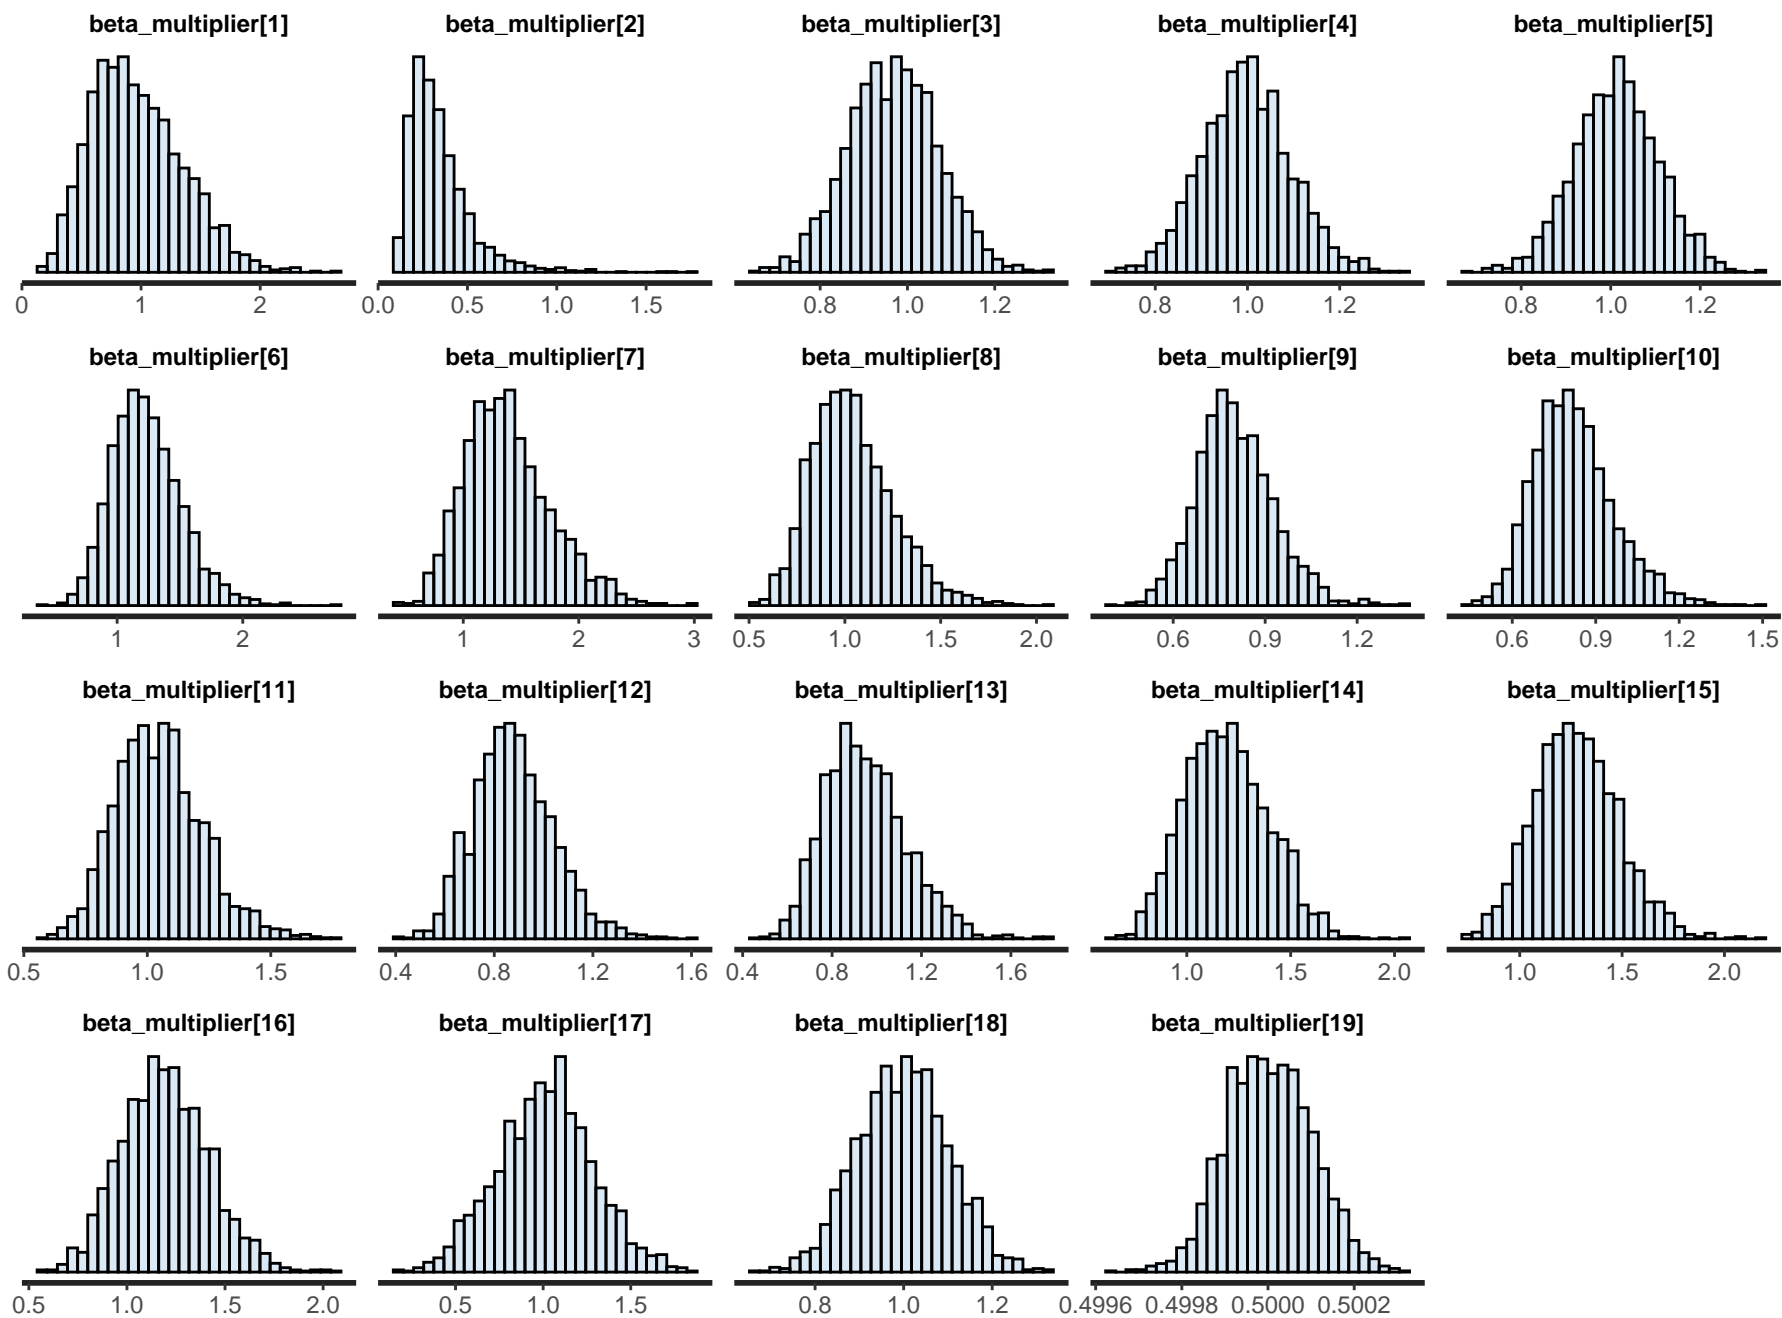 beta_multiplier[1] beta_multiplier[2] beta_multiplier[3] beta_multiplier[4] beta_multiplier[5]
0 1 2 0.0 0.5 1.0 1.5 0.8 1.0 1.2 0.8 1.0 1.2 0.8 1.0 1.2
beta_multiplier[6] beta_multiplier[7] beta_multiplier[8] beta_multiplier[9] beta_multiplier[10]
1 2 1 2 3 0.5 1.0 1.5 2.0 0.6 0.9 1.2 0.6 0.9 1.2 1.5
beta_multiplier[11] beta_multiplier[12] beta_multiplier[13] beta_multiplier[14] beta_multiplier[15]
0.5 1.0 1.5 0.4 0.8 1.2 1.6 0.4 0.8 1.2 1.6 1.0 1.5 2.0 1.0 1.5 2.0
beta_multiplier[16] beta_multiplier[17] beta_multiplier[18] beta_multiplier[19]
0.5 1.0 1.5 2.0 0.5 1.0 1.5 0.8 1.0 1.2 0.4996 0.4998 0.5000 0.5002